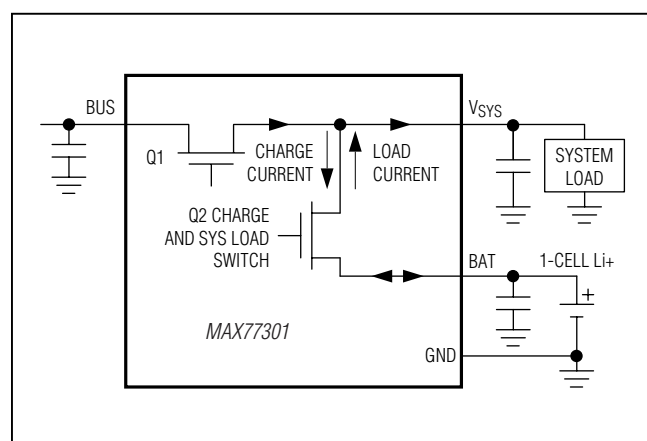 BUS
Q1
CHARGE
CURRENT
LOAD
CURRENT
VSYS
SYSTEM
LOAD
Q2 CHARGE
AND SYS LOAD
SWITCH
BAT
1-CELL Li+
+
MAX77301
GND